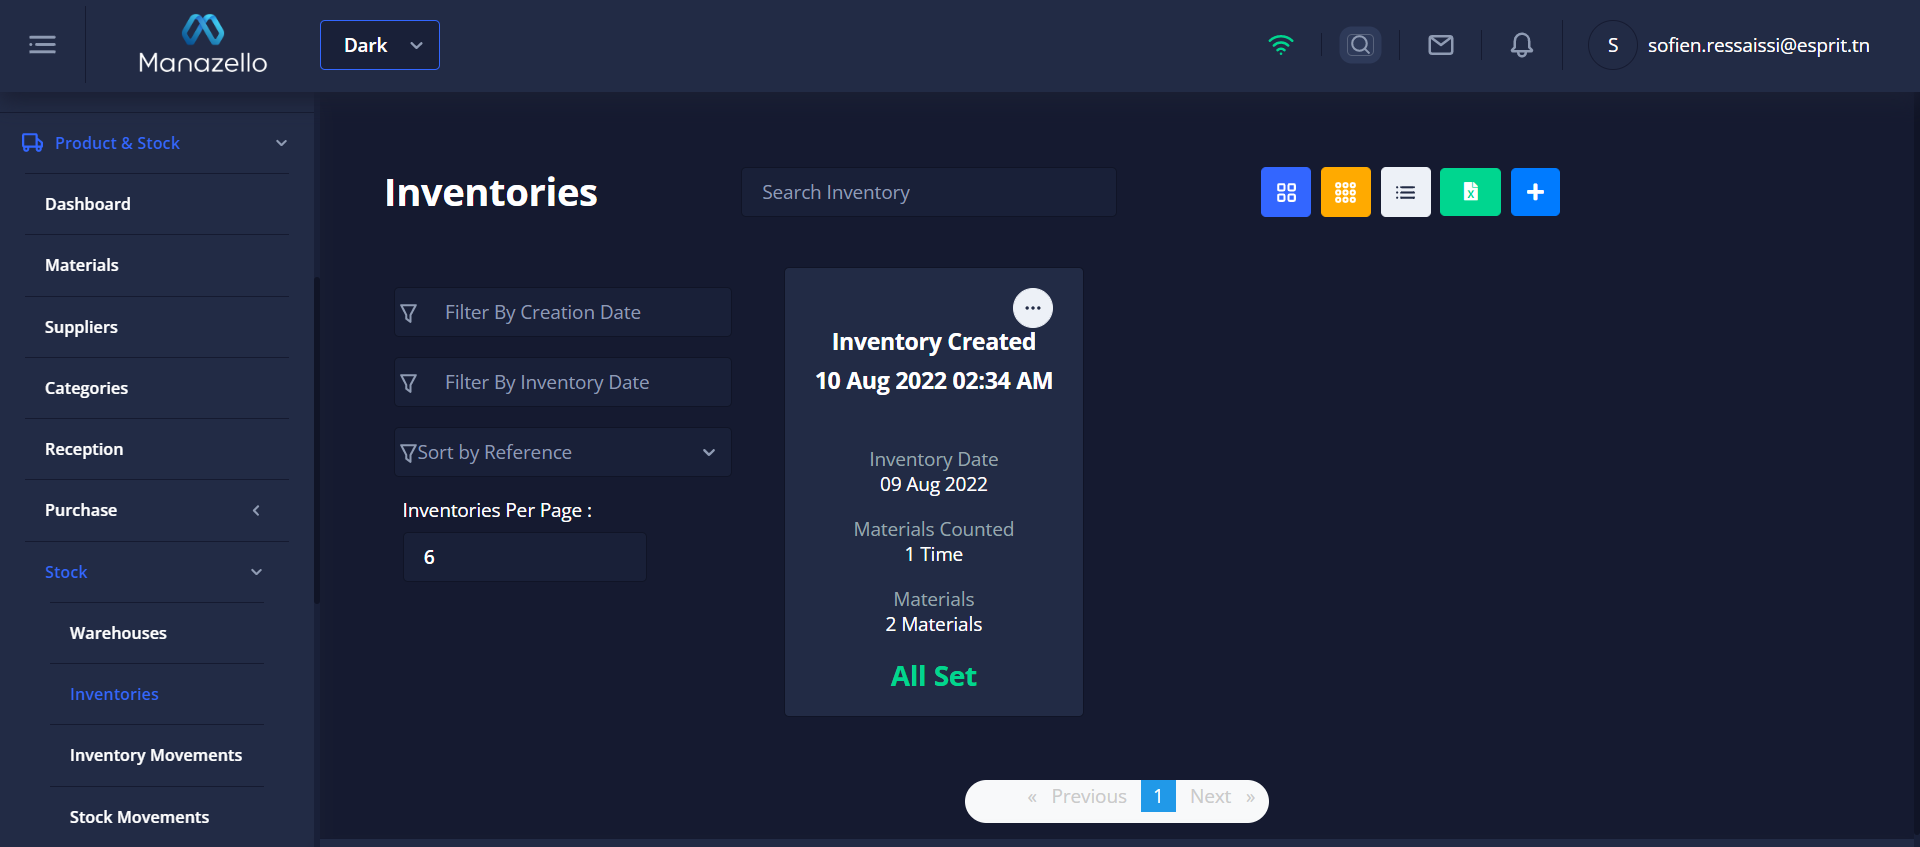 Manazello
Dark
S
sofien.ressaissi@esprit.tn
Product & Stock
Dashboard
Materials
Suppliers
Categories
Reception
Purchase
Stock
Warehouses
Inventories
Inventory Movements
Stock Movements
Inventories
Search Inventory
Filter By Creation Date
Filter By Inventory Date
Sort by Reference
Inventories Per Page :
6
Inventory Created
10 Aug 2022 02:34 AM
Inventory Date
09 Aug 2022
Materials Counted
1 Time
Materials
2 Materials
All Set
« Previous 1 Next »